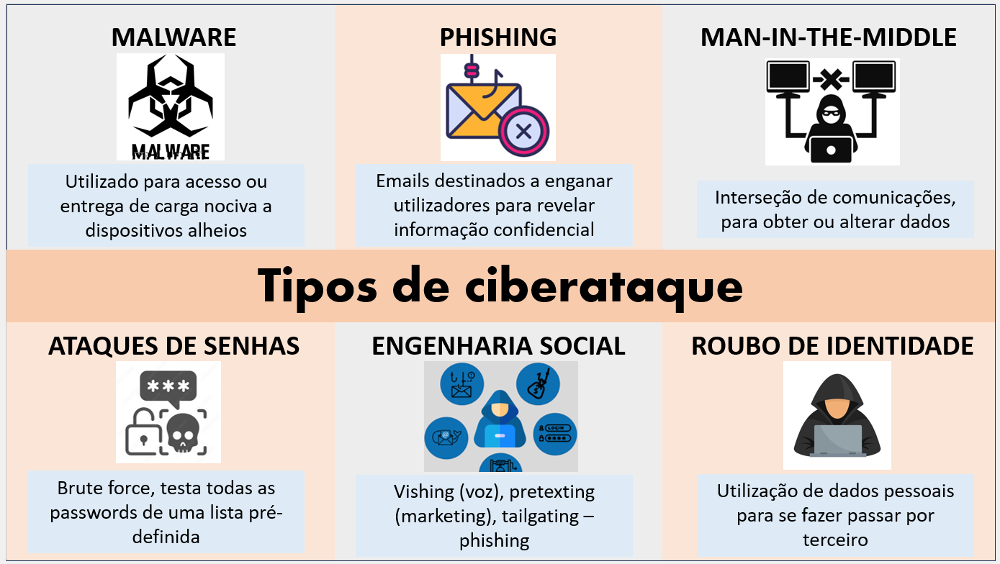 MALWARE
PHISHING
MAN-IN-THE-MIDDLE
MALWARE
Utilizado para acesso ou
entrega de carga nociva a
dispositivos alheios
Emails destinados a enganar
utilizadores para revelar
informação confidencial
Interseção de comunicações,
para obter ou alterar dados
Tipos de ciberataque
ATAQUES DE SENHAS
ENGENHARIA SOCIAL
ROUBO DE IDENTIDADE
***
LOGIN
****
Brute force, testa todas as
passwords de uma lista pré-
definida
Vishing (voz), pretexting
(marketing), tailgating –
phishing
Utilização de dados pessoais
para se fazer passar por
terceiro